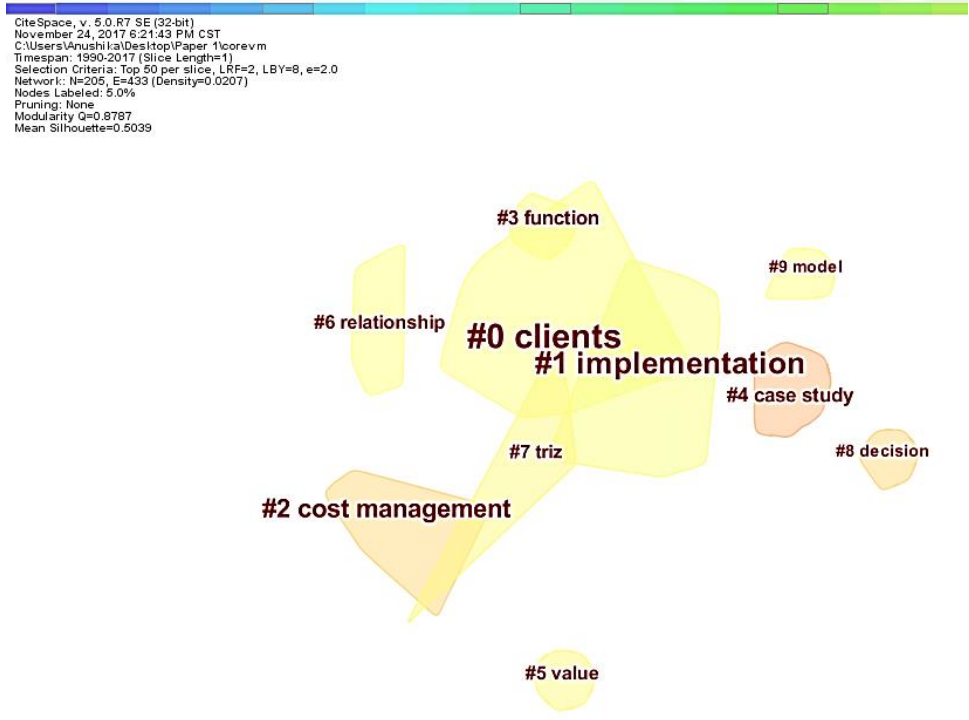 CiteSpace, v. 5.0.R7 SE (32-bit)
November 24, 2017 6:21:43 PM CST
C:\Users\Anushika\Desktop\Paper 1\corevm
Timespan: 1990-2017 (Slice Length=1)
Selection Criteria: Top 50 per slice, LRF=2, LBY=8, e=2.0
Network: N=205, E=433 (Density=0.0207)
Nodes Labeled: 5.0%
Pruning: None
Modularity Q=0.8787
Mean Silhouette=0.5039
#3 function
#9 model
#6 relationship
#0 clients
#1 implementation
#4 case study
#7 triz
#8 decision
#2 cost management
#5 value